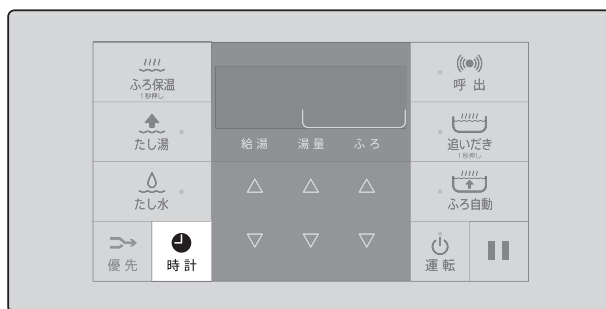 ふろ保温
1秒押し
たし湯
たし水
優先
時計
給湯 湯量 ふろ
呼出
追いだき
1秒押し
ふろ自動
運転